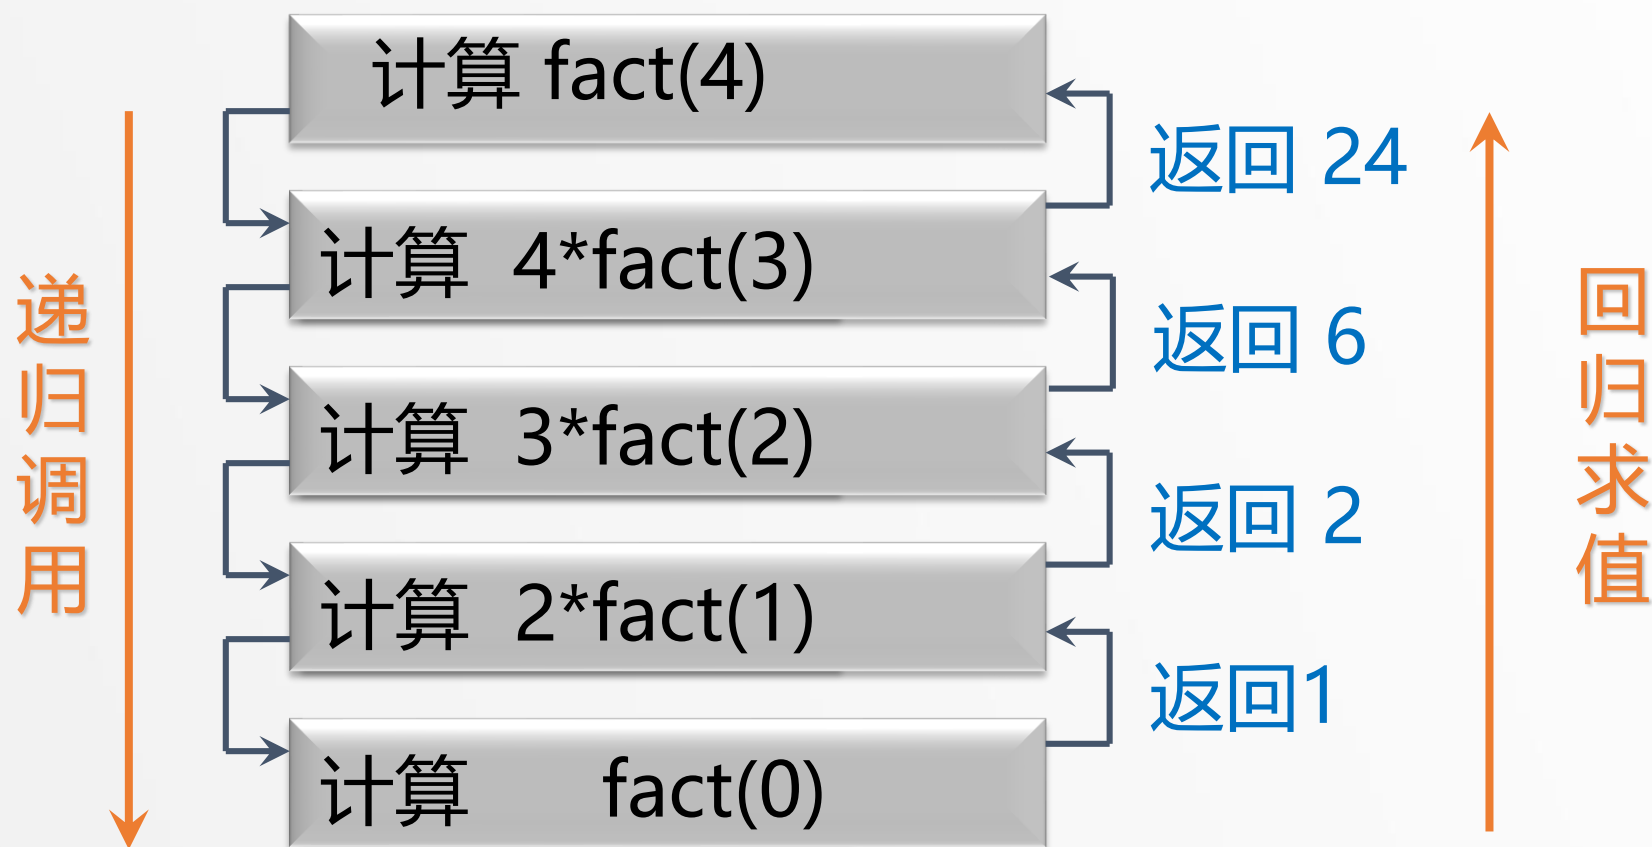 计算 fact(4)
返回 24
计算 4*fact(3)
返回 6
计算 3*fact(2)
返回 2
计算 2*fact(1)
返回1
计算 fact(0)
递归调用
回归求值